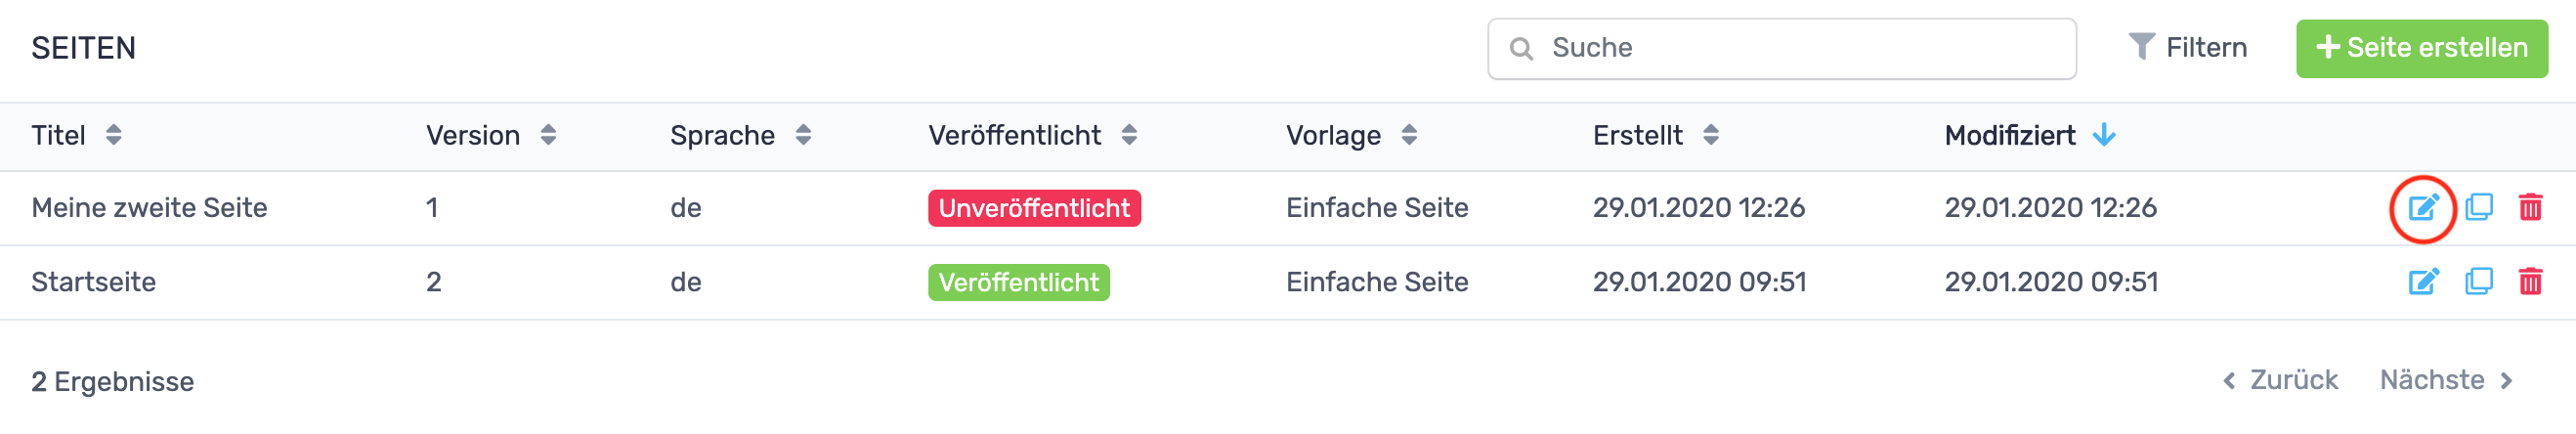 SEITEN Suche Filtern Seite erstellen
Titel Version Sprache Veröffentlicht Vorlage Erstellt Modifiziert
Meine zweite Seite 1 de Unveröffentlicht Einfache Seite 29.01.2020 12:26 29.01.2020 12:26
Startseite 2 de Veröffentlicht Einfache Seite 29.01.2020 09:51 29.01.2020 09:51
2 Ergebnisse Zurück Nächste